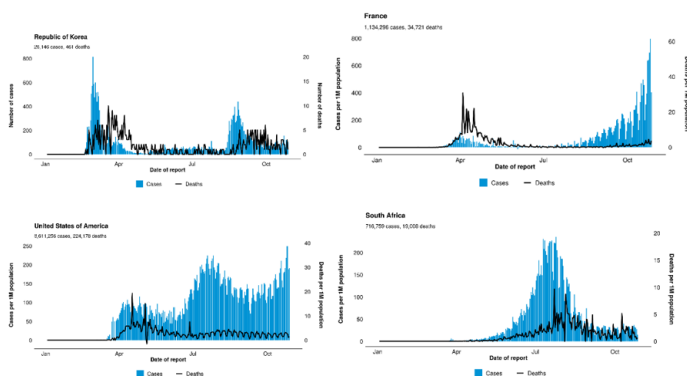 Republic of Korea
25,146 cases, 461 deaths
Number of cases
800
600
400
200
0
20
15
10
5
0
Number of deaths
Jan
Apr
Jul
Oct
Date of report
Cases
Deaths
France
1,134,296 cases, 34,721 deaths
Cases per 1M population
800
600
400
200
0
60
40
20
0
Deaths per 1M population
Jan
Apr
Jul
Oct
Date of report
Cases
Deaths
United States of America
Cases per 1M population
250
200
150
100
50
0
40
30
20
10
0
Deaths per 1M population
Jan
Apr
Jul
Oct
Date of report
Cases
Deaths
South Africa
Cases per 1M population
200
150
100
50
0
20
15
10
5
0
Deaths per 1M population
Jan
Apr
Jul
Oct
Date of report
Cases
Deaths